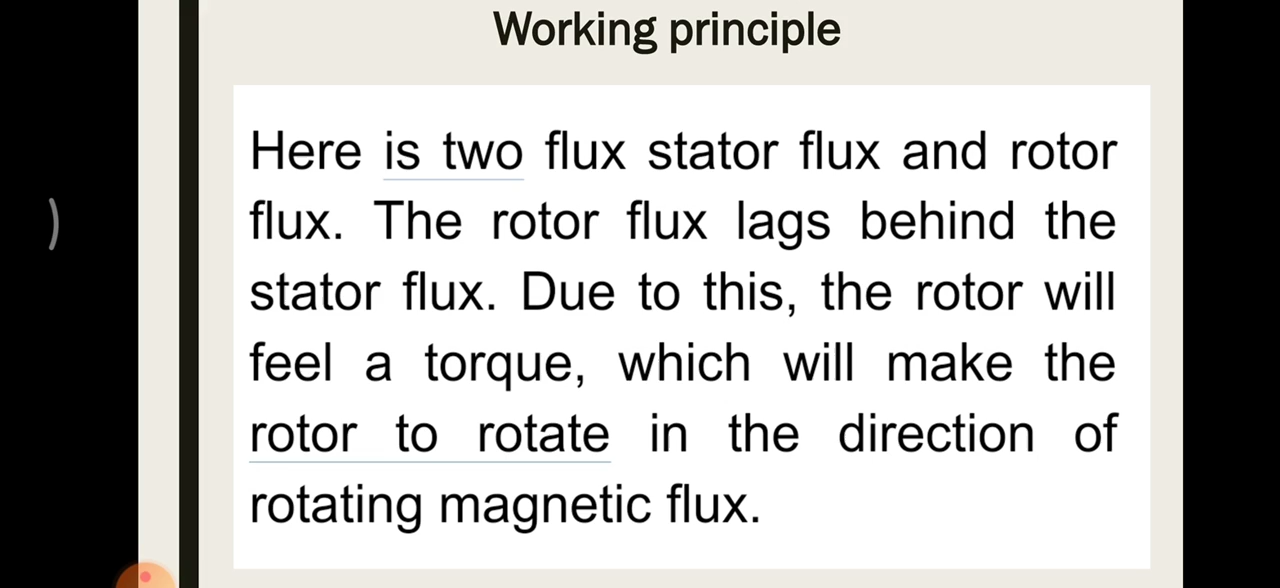 Working principle
Here is two flux stator flux and rotor
flux. The rotor flux lags behind the
stator flux. Due to this, the rotor will
feel a torque, which will make the
rotor to rotate in the direction of
rotating magnetic flux.